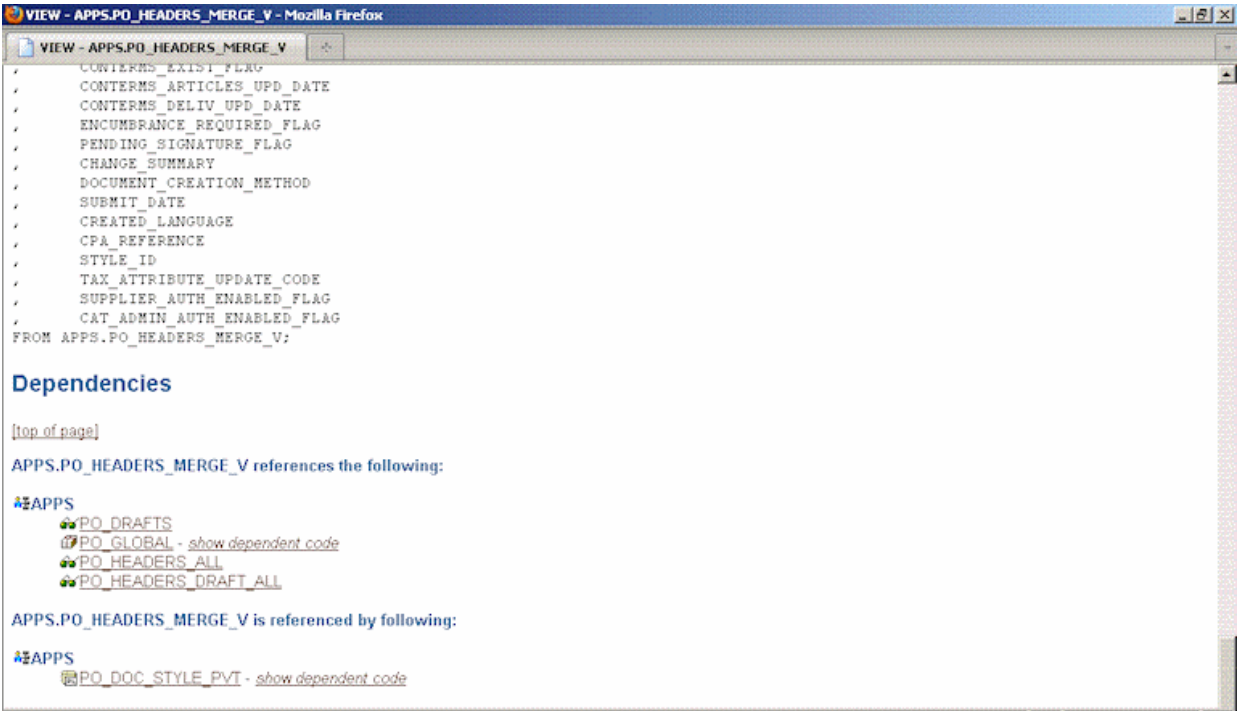 VIEW - APPS.PO_HEADERS_MERGE_V - Mozilla Firefox
VIEW - APPS.PO_HEADERS_MERGE_V
, CONTERMS_EXIST_FLAG
, CONTERMS_ARTICLES_UPD_DATE
, CONTERMS_DELIV_UPD_DATE
, ENCUMBRANCE_REQUIRED_FLAG
, PENDING_SIGNATURE_FLAG
, CHANGE_SUMMARY
, DOCUMENT_CREATION_METHOD
, SUBMIT_DATE
, CREATED_LANGUAGE
, CPA_REFERENCE
, STYLE_ID
, TAX_ATTRIBUTE_UPDATE_CODE
, SUPPLIER_AUTH_ENABLED_FLAG
, CAT_ADMIN_AUTH_ENABLED_FLAG
FROM APPS.PO_HEADERS_MERGE_V;
Dependencies
[top of page]
APPS.PO_HEADERS_MERGE_V references the following:
APPS
PO_DRAFTS
PO_GLOBAL - show dependent code
PO_HEADERS_ALL
PO_HEADERS_DRAFT_ALL
APPS.PO_HEADERS_MERGE_V is referenced by following:
APPS
PO_DOC_STYLE_PVT - show dependent code